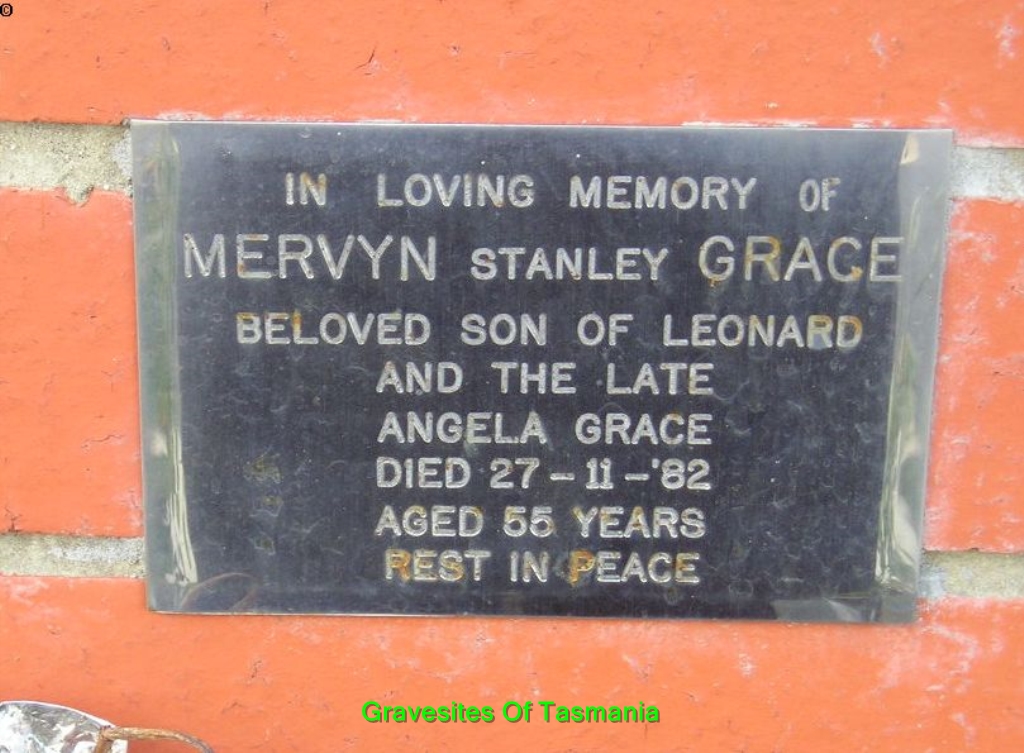 ©
IN LOVING MEMORY OF
MERVYN STANLEY GRACE
BELOVED SON OF LEONARD
AND THE LATE
ANGELA GRACE
DIED 27-11-'82
AGED 55 YEARS
REST IN PEACE
Gravesites Of Tasmania